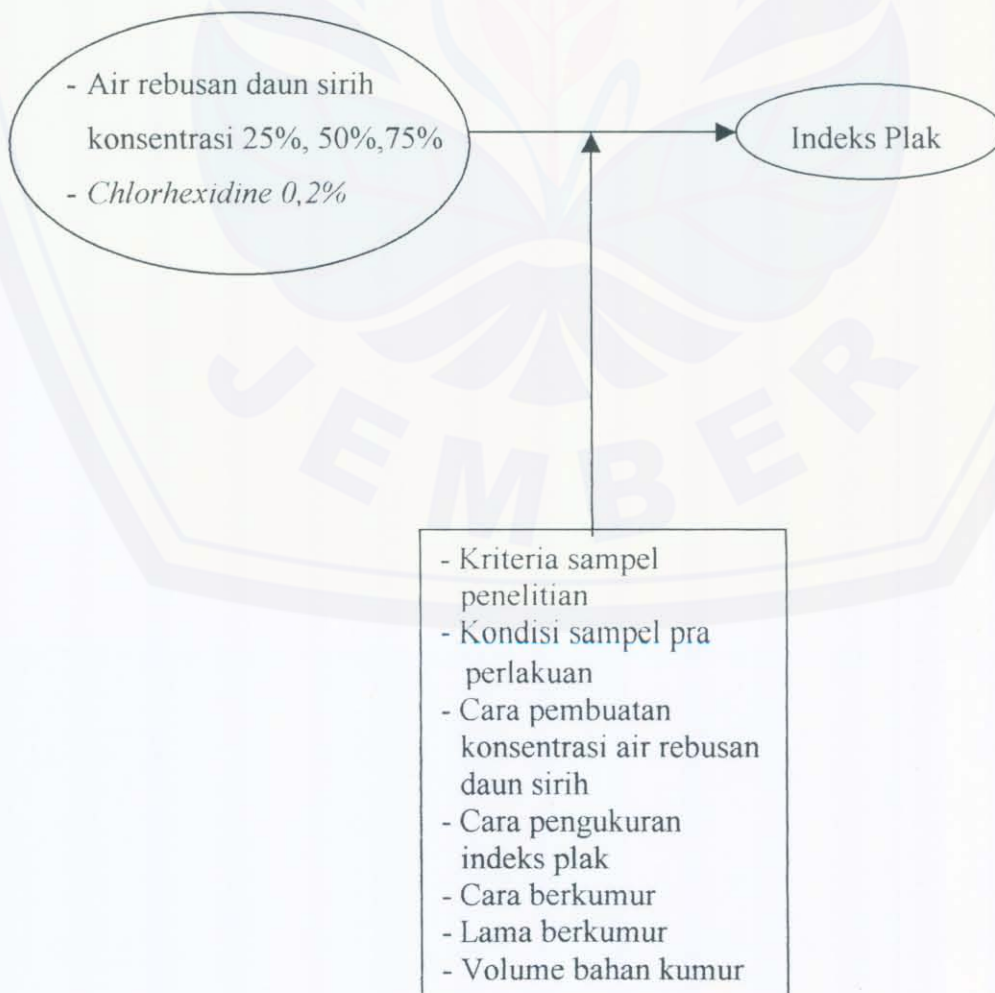 - Air rebusan daun sirih
konsentrasi 25%, 50%,75%
- Chlorhexidine 0,2%
Indeks Plak
JEMBER
- Kriteria sampel
penelitian
- Kondisi sampel pra
perlakuan
- Cara pembuatan
konsentrasi air rebusan
daun sirih
- Cara pengukuran
indeks plak
- Cara berkumur
- Lama berkumur
- Volume bahan kumur